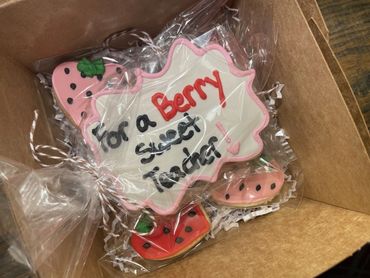 For a Berry
Sweet
Teacher!